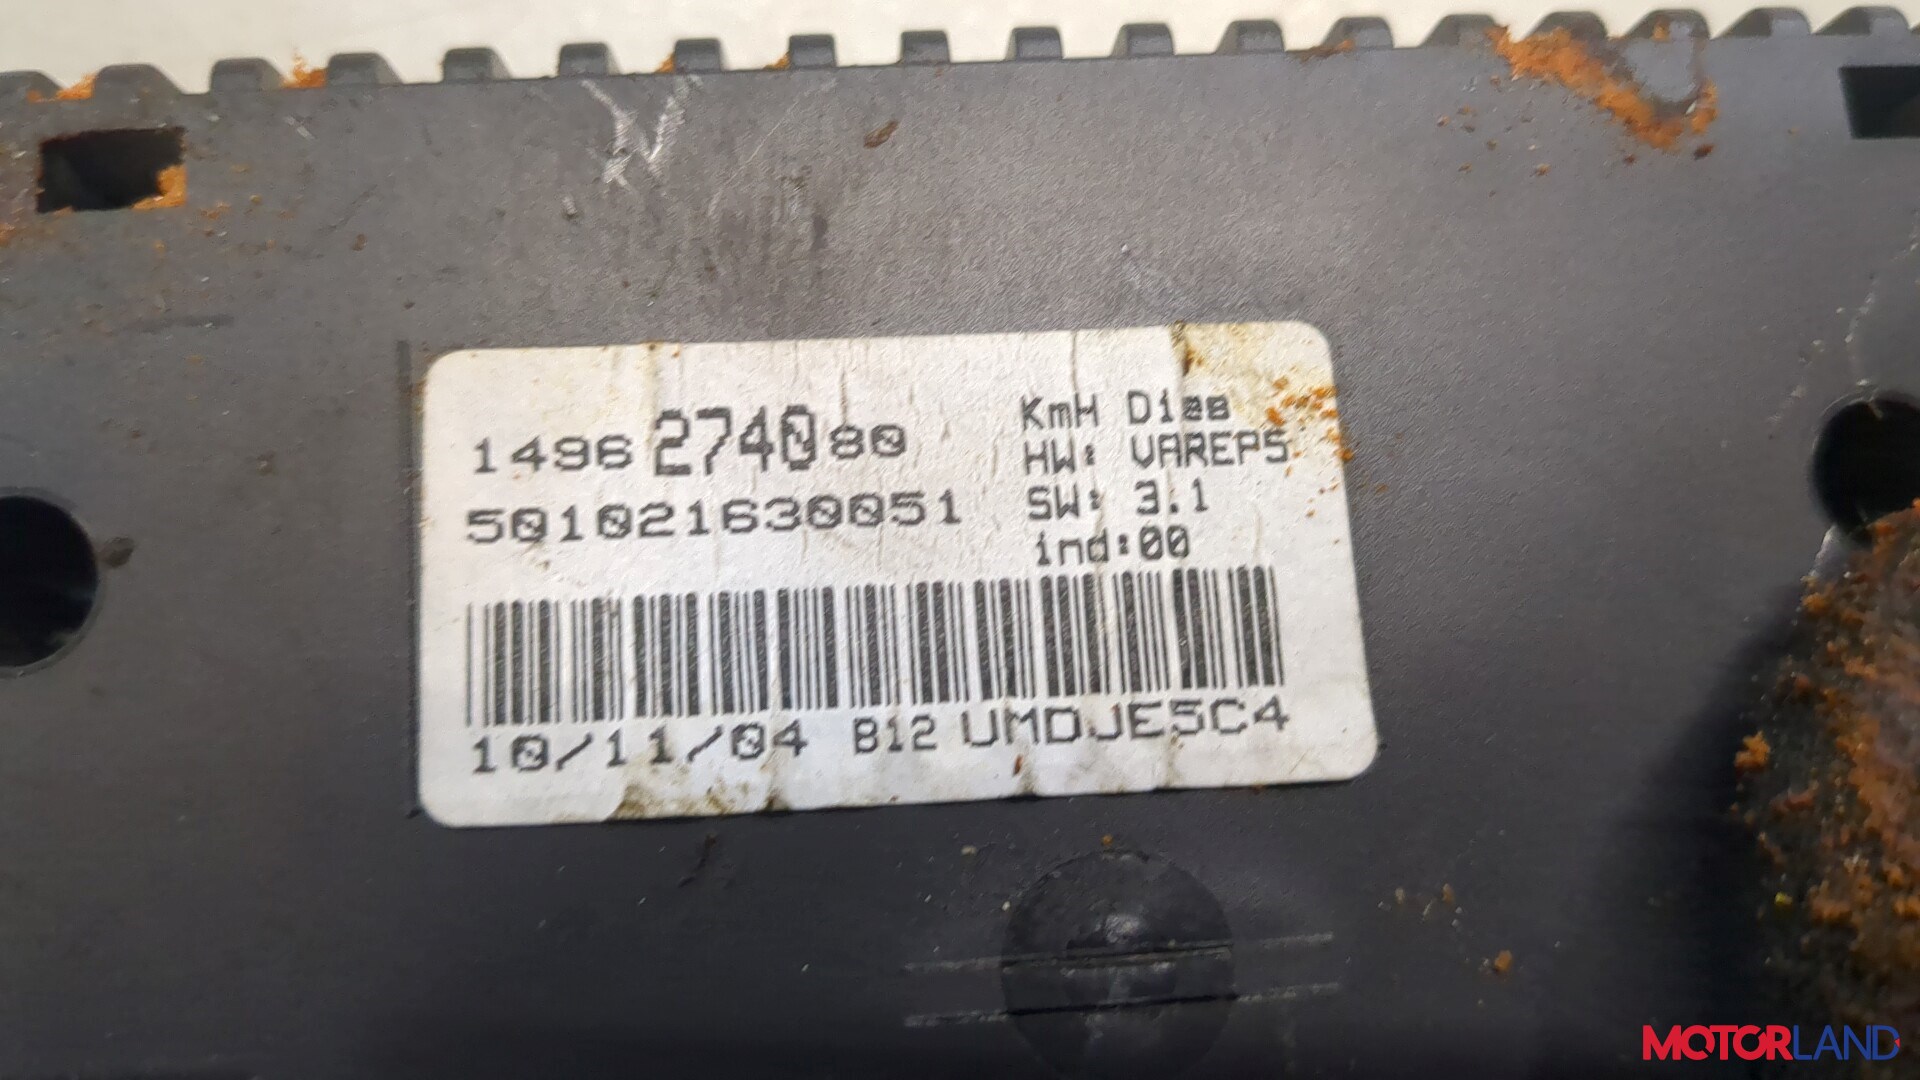 1496274080
501021630051
KmH Dies
HW: VAREP5
SW: 3.1
ind:00
10/11/04 B12 UMDJE5C4
MOTORLAND